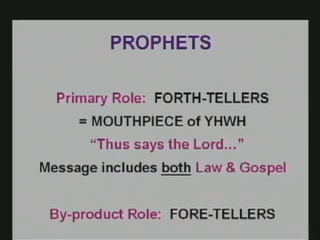 PROPHETS
Primary Role: FORTH-TELLERS
= MOUTHPIECE of YHWH
“Thus says the Lord…”
Message includes both Law & Gospel
By-product Role: FORE-TELLERS